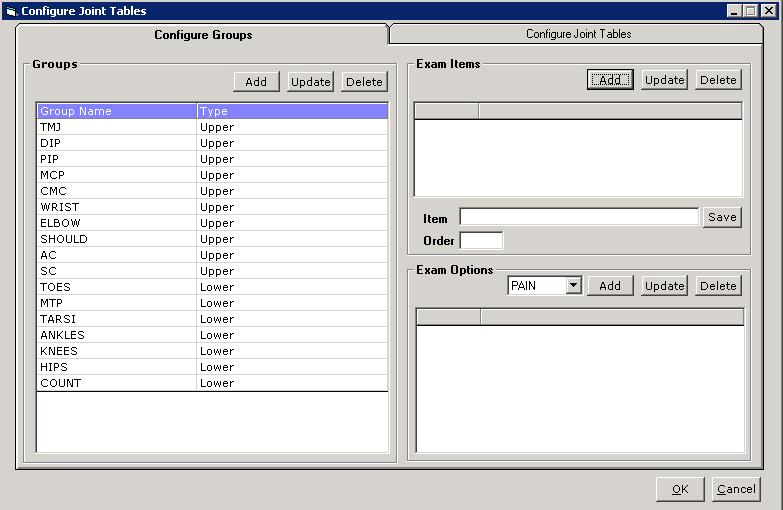 Configure Joint Tables
Configure Groups
Configure Joint Tables
Groups
Add Update Delete
Group Name Type
TMJ Upper
DIP Upper
PIP Upper
MCP Upper
CMC Upper
WRIST Upper
ELBOW Upper
SHOULD Upper
AC Upper
SC Upper
TOES Lower
MTP Lower
TARSI Lower
ANKLES Lower
KNEES Lower
HIPS Lower
COUNT Lower
Exam Items
Add Update Delete
Item Save
Order
Exam Options
PAIN Add Update Delete
OK Cancel